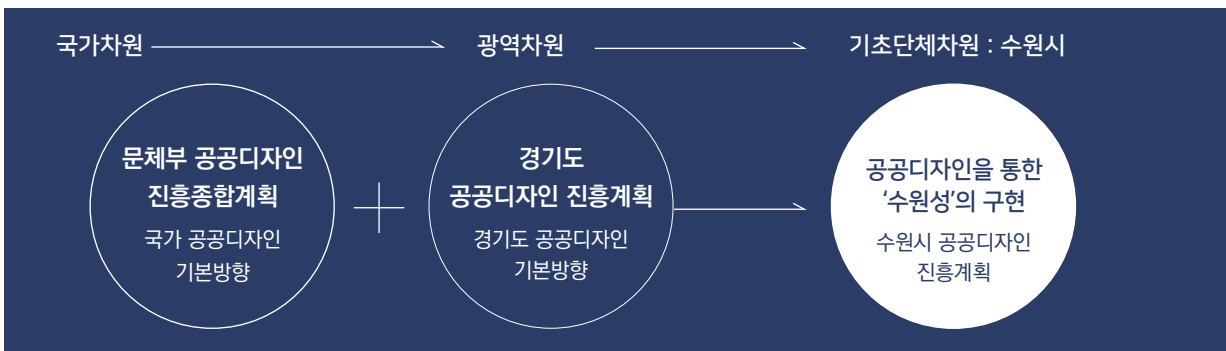 국가차원
광역차원
기초단체차원 : 수원시
문체부 공공디자인
진흥종합계획
국가 공공디자인
기본방향
경기도
공공디자인 진흥계획
경기도 공공디자인
기본방향
공공디자인을 통한
‘수원성’의 구현
수원시 공공디자인
진흥계획